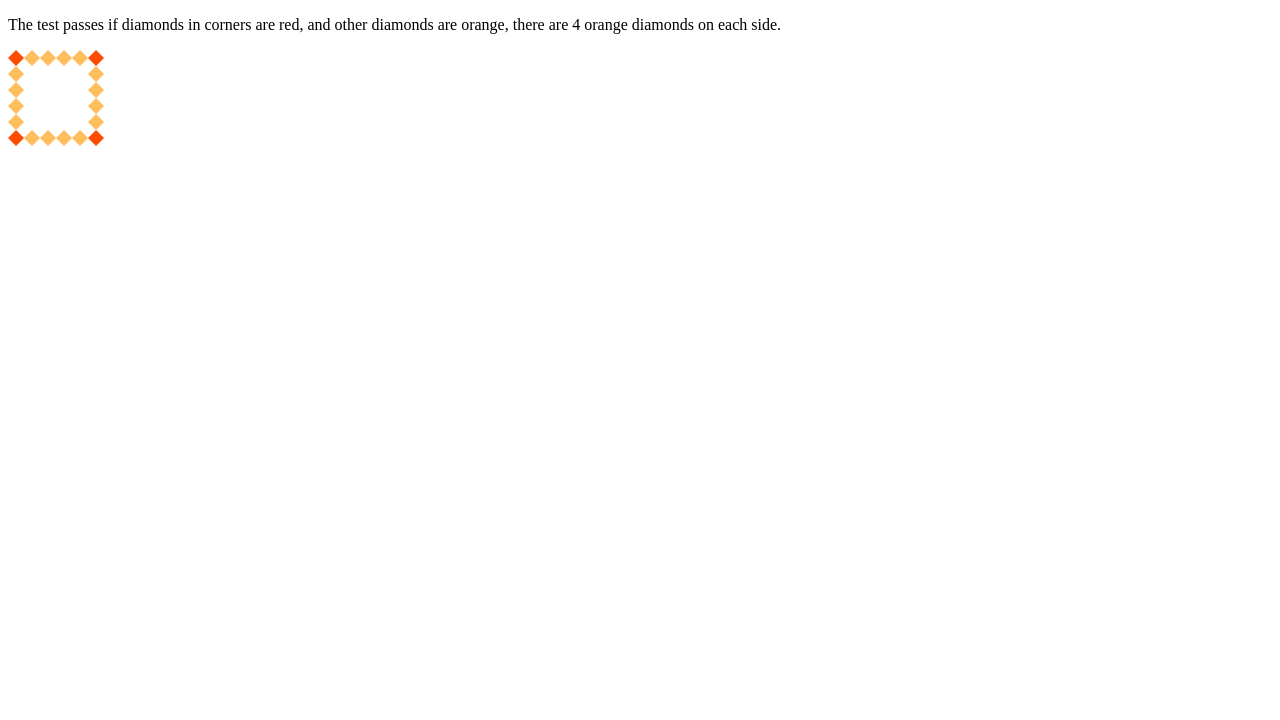 The test passes if diamonds in corners are red, and other diamonds are orange, there are 4 orange diamonds on each side.